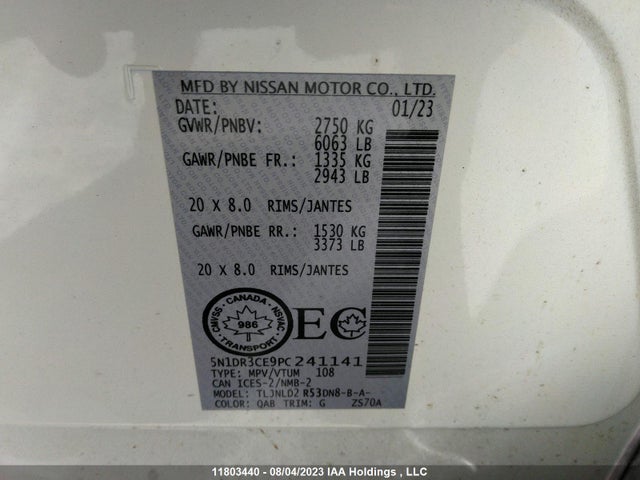 MFD BY NISSAN MOTOR CO., LTD.
DATE: 01/23
GVWR/PNBV: 2750 KG
6063 LB
GAWR/PNBE FR.: 1335 KG
2943 LB
20 X 8.0 RIMS/JANTES
GAWR/PNBE RR.: 1530 KG
3373 LB
20 X 8.0 RIMS/JANTES
CMVSS · CANADA · NSVAC
986
TRANSPORT
EC
5N1DR3CE9PC241141
TYPE: MPV/VTUM 108
CAN ICES-2/NMB-2
MODEL: TLJNLD2 R53DN8-B-A-
COLOR: QAB TRIM: G ZS70A
11803440 - 08/04/2023 IAA Holdings , LLC